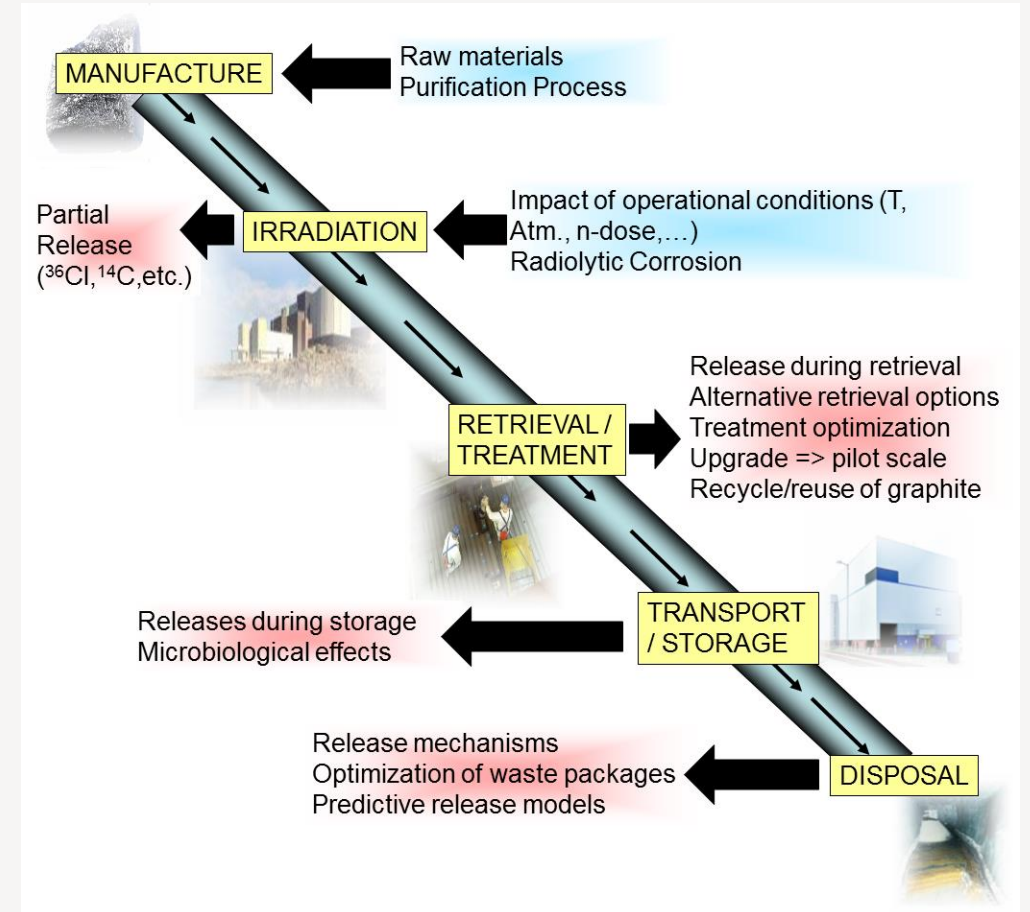 MANUFACTURE
Raw materials
Purification Process
Partial
Release
(³⁶Cl,¹⁴C,etc.)
IRRADIATION
Impact of operational conditions (T,
Atm., n-dose,…)
Radiolytic Corrosion
RETRIEVAL /
TREATMENT
Release during retrieval
Alternative retrieval options
Treatment optimization
Upgrade => pilot scale
Recycle/reuse of graphite
Releases during storage
Microbiological effects
TRANSPORT
/ STORAGE
Release mechanisms
Optimization of waste packages
Predictive release models
DISPOSAL